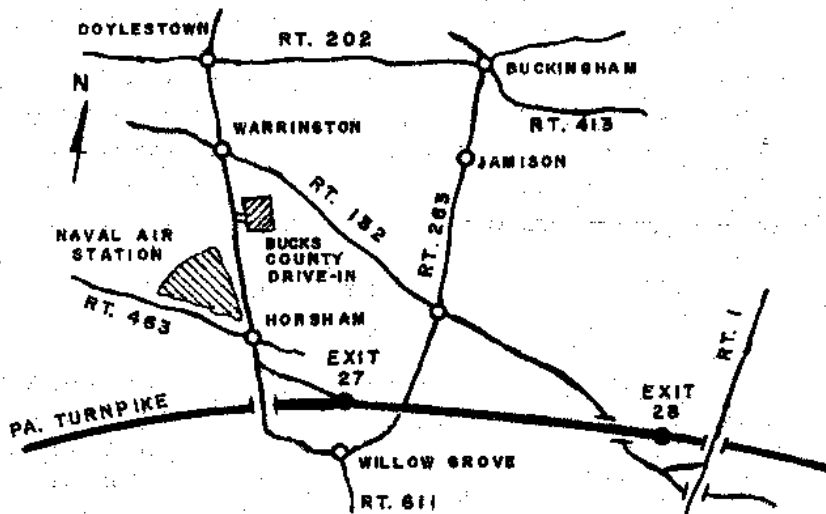 DOYLESTOWN
RT. 202
BUCKINGHAM
N
RT. 413
WARRINGTON
JAMISON
RT. 132
RT. 263
NAVAL AIR
STATION
BUCKS
COUNTY
DRIVE-IN
RT. 463
HORSHAM
RT. 1
EXIT
27
EXIT
28
PA. TURNPIKE
WILLOW GROVE
RT. 611